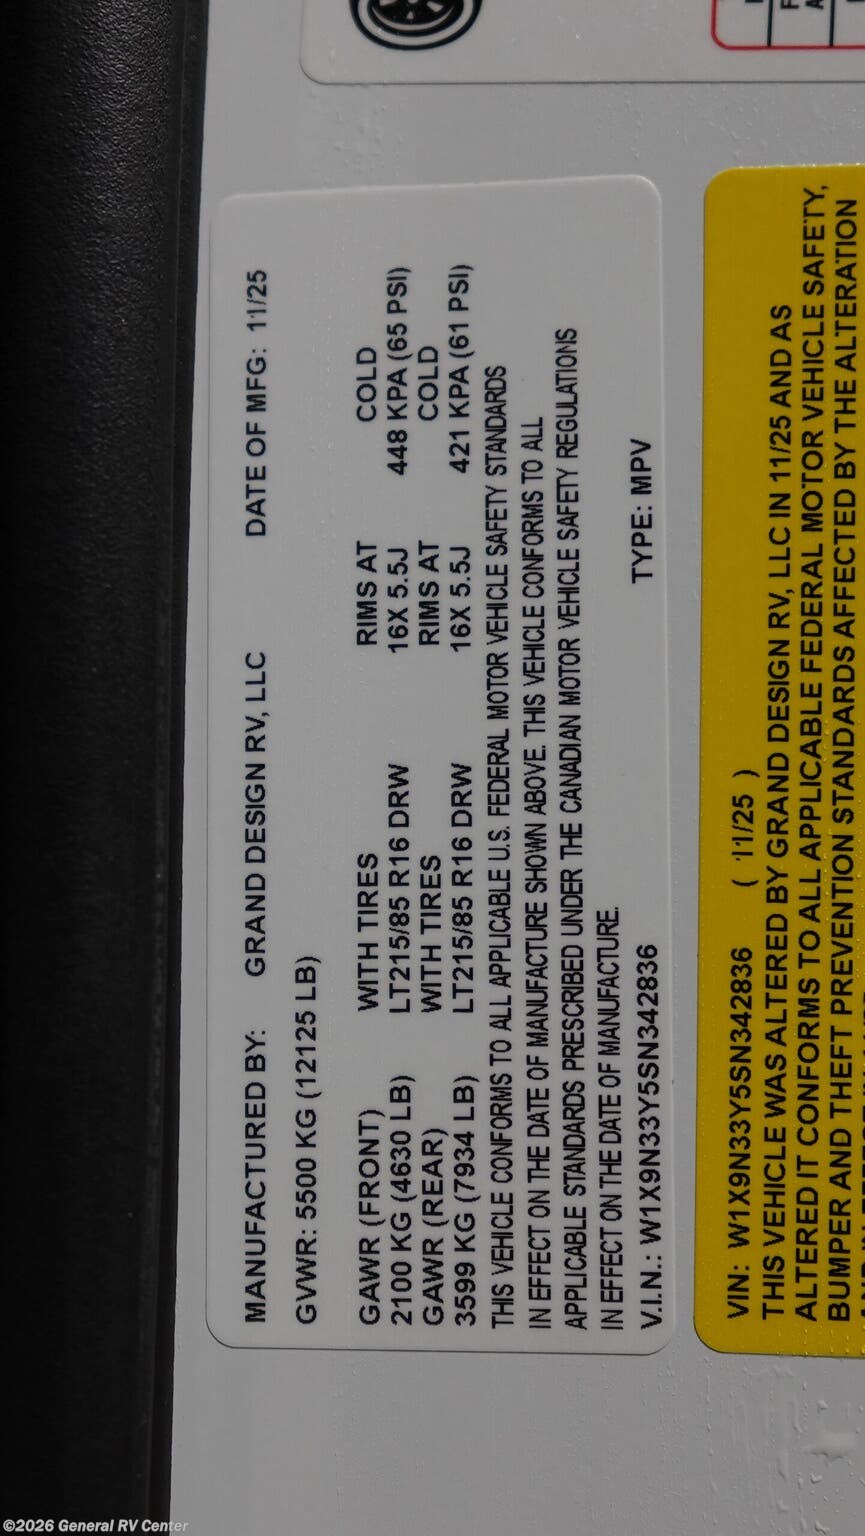 MANUFACTURED BY: GRAND DESIGN RV, LLC DATE OF MFG: 11/25
GVWR: 5500 KG (12125 LB)
GAWR (FRONT) WITH TIRES RIMS AT COLD
2100 KG (4630 LB) LT215/85 R16 DRW 16X 5.5J 448 KPA (65 PSI)
GAWR (REAR) WITH TIRES RIMS AT COLD
3599 KG (7934 LB) LT215/85 R16 DRW 16X 5.5J 421 KPA (61 PSI)
THIS VEHICLE CONFORMS TO ALL APPLICABLE U.S. FEDERAL MOTOR VEHICLE SAFETY STANDARDS
IN EFFECT ON THE DATE OF MANUFACTURE SHOWN ABOVE. THIS VEHICLE CONFORMS TO ALL
APPLICABLE STANDARDS PRESCRIBED UNDER THE CANADIAN MOTOR VEHICLE SAFETY REGULATIONS
IN EFFECT ON THE DATE OF MANUFACTURE.
V.I.N.: W1X9N33Y5SN342836 TYPE: MPV
VIN: W1X9N33Y5SN342836 ( 11/25 )
THIS VEHICLE WAS ALTERED BY GRAND DESIGN RV, LLC IN 11/25 AND AS
ALTERED IT CONFORMS TO ALL APPLICABLE FEDERAL MOTOR VEHICLE SAFETY,
BUMPER AND THEFT PREVENTION STANDARDS AFFECTED BY THE ALTERATION
©2026 General RV Center